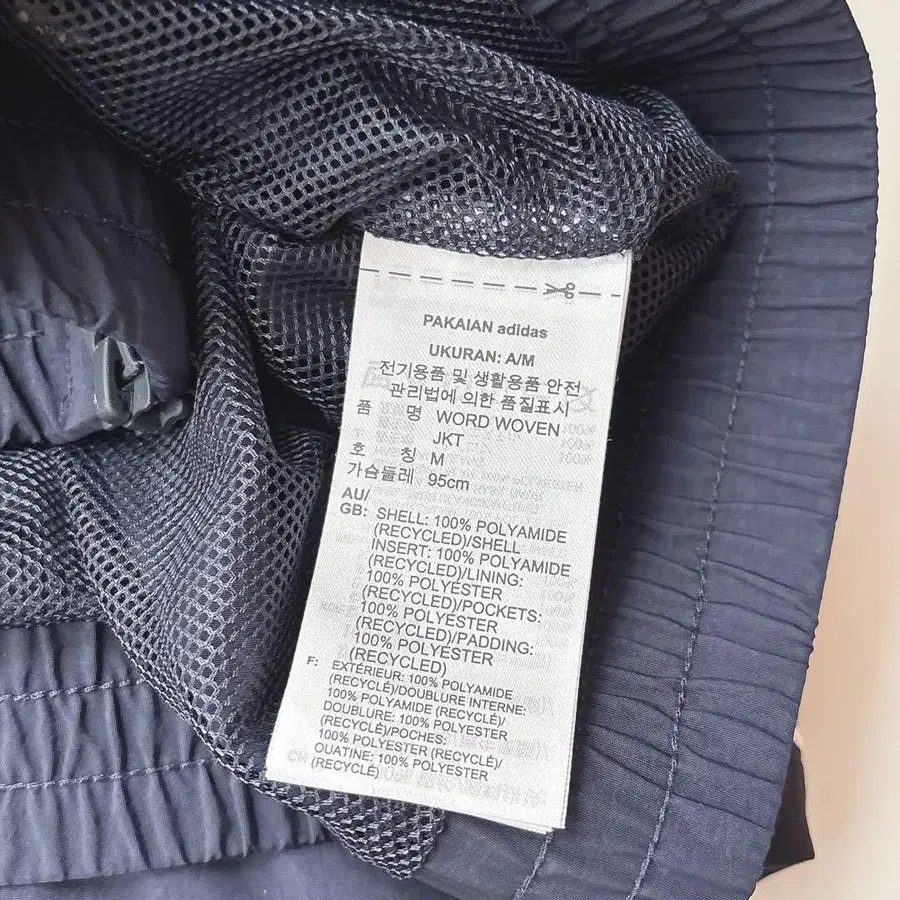 PAKAIAN adidas
UKURAN: A/M
전기용품 및 생활용품 안전
관리법에 의한 품질표시
품 명 WORD WOVEN
JKT
호 칭 M
가슴둘레 95cm
AU/
GB: SHELL: 100% POLYAMIDE
(RECYCLED)/SHELL
INSERT: 100% POLYAMIDE
(RECYCLED)/LINING:
100% POLYESTER
(RECYCLED)/POCKETS:
100% POLYESTER
(RECYCLED)/PADDING:
100% POLYESTER
(RECYCLED)
F: EXTÉRIEUR: 100% POLYAMIDE
(RECYCLÉ)/DOUBLURE INTERNE:
100% POLYAMIDE (RECYCLÉ)/
DOUBLURE: 100% POLYESTER
(RECYCLÉ)/POCHES:
100% POLYESTER (RECYCLÉ)/
OUATINE: 100% POLYESTER
(RECYCLÉ)